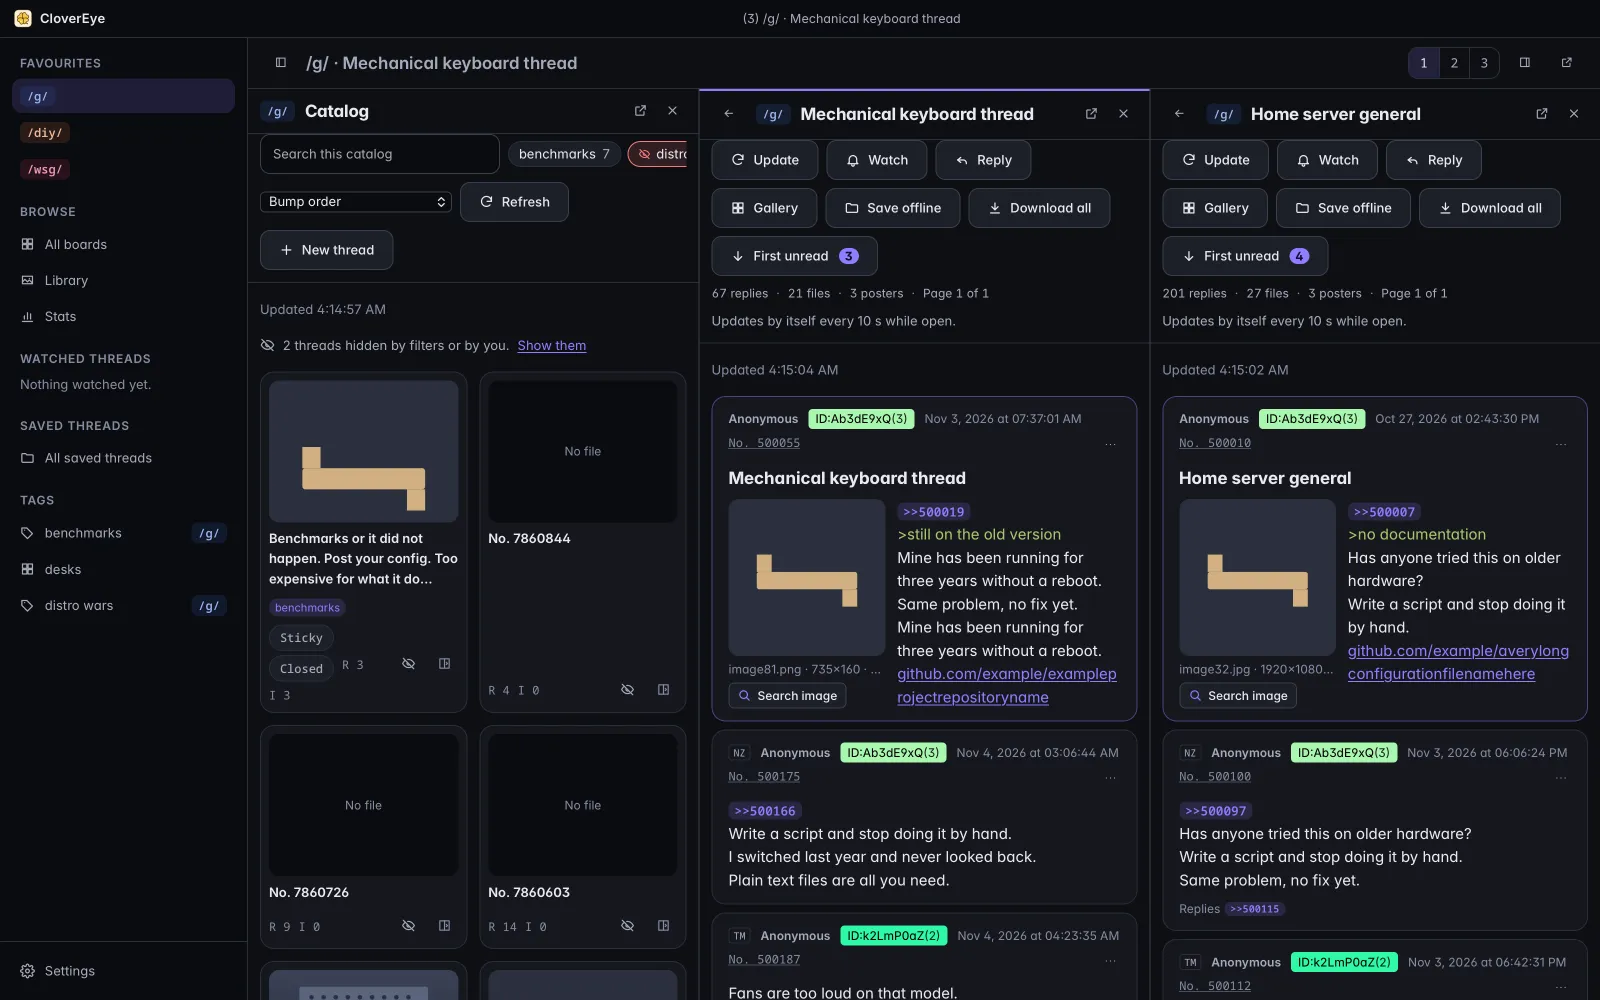 CloverEye
(3) /g/ · Mechanical keyboard thread
FAVOURITES
/g/
/diy/
/wsg/
BROWSE
All boards
Library
Stats
WATCHED THREADS
Nothing watched yet.
SAVED THREADS
All saved threads
TAGS
benchmarks /g/
desks
distro wars /g/
Settings
/g/ · Mechanical keyboard thread
1 2 3
/g/ Catalog
Search this catalog
benchmarks 7
distro
Bump order
Refresh
New thread
Updated 4:14:57 AM
2 threads hidden by filters or by you. Show them
Benchmarks or it did not
happen. Post your config. Too
expensive for what it do...
benchmarks
Sticky
Closed R 3
I 3
No file
No. 7860844
R 4 I 0
No file
No. 7860726
R 9 I 0
No file
No. 7860603
R 14 I 0
/g/ Mechanical keyboard thread
Update Watch Reply
Gallery Save offline Download all
First unread 3
67 replies · 21 files · 3 posters · Page 1 of 1
Updates by itself every 10 s while open.
Updated 4:15:04 AM
Anonymous ID:Ab3dE9xQ(3) Nov 3, 2026 at 07:37:01 AM
No. 500055 ...
Mechanical keyboard thread
>>500019
>still on the old version
Mine has been running for
three years without a reboot.
Same problem, no fix yet.
Mine has been running for
three years without a reboot.
github.com/example/examplep
rojectrepositoryname
image81.png · 735×160 · ...
Search image
NZ Anonymous ID:Ab3dE9xQ(3) Nov 4, 2026 at 03:06:44 AM
No. 500175 ...
>>500166
Write a script and stop doing it by hand.
I switched last year and never looked back.
Plain text files are all you need.
TM Anonymous ID:k2LmP0aZ(2) Nov 4, 2026 at 04:23:35 AM
No. 500187 ...
Fans are too loud on that model.
/g/ Home server general
Update Watch Reply
Gallery Save offline Download all
First unread 4
201 replies · 27 files · 3 posters · Page 1 of 1
Updates by itself every 10 s while open.
Updated 4:15:02 AM
Anonymous ID:Ab3dE9xQ(3) Oct 27, 2026 at 02:43:30 PM
No. 500010 ...
Home server general
>>500007
>no documentation
Has anyone tried this on older
hardware?
Write a script and stop doing it
by hand.
github.com/example/averylong
configurationfilenamehere
image32.jpg · 1920×1080...
Search image
NZ Anonymous ID:Ab3dE9xQ(3) Nov 3, 2026 at 06:06:24 PM
No. 500100 ...
>>500097
Has anyone tried this on older hardware?
Write a script and stop doing it by hand.
Same problem, no fix yet.
Replies >>500115
TM Anonymous ID:k2LmP0aZ(2) Nov 3, 2026 at 06:42:31 PM
No. 500112 ...